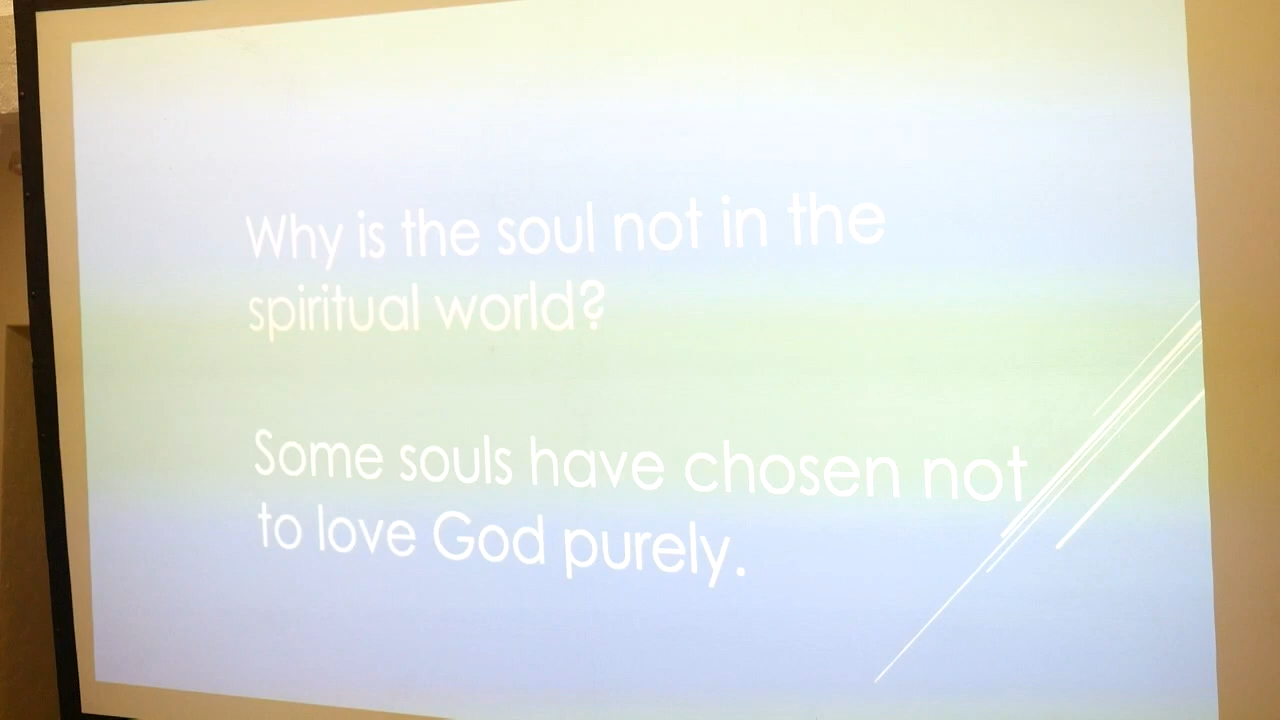 Why is the soul not in the
spiritual world?
Some souls have chosen not
to love God purely.